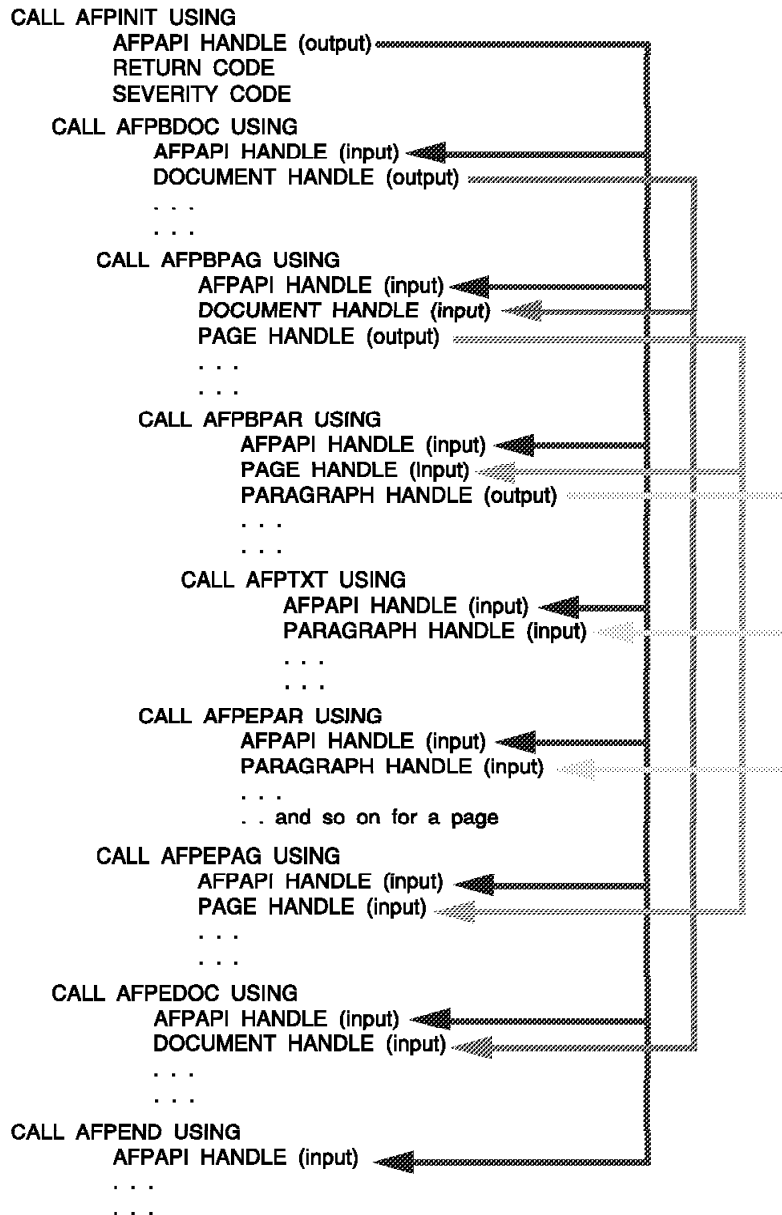 CALL AFPINIT USING
AFPAPI HANDLE (output)
RETURN CODE
SEVERITY CODE
CALL AFPBDOC USING
AFPAPI HANDLE (input)
DOCUMENT HANDLE (output)
. . .
. . .
CALL AFPBPAG USING
AFPAPI HANDLE (input)
DOCUMENT HANDLE (input)
PAGE HANDLE (output)
. . .
. . .
CALL AFPBPAR USING
AFPAPI HANDLE (input)
PAGE HANDLE (input)
PARAGRAPH HANDLE (output)
. . .
. . .
CALL AFPTXT USING
AFPAPI HANDLE (input)
PARAGRAPH HANDLE (input)
. . .
. . .
CALL AFPEPAR USING
AFPAPI HANDLE (input)
PARAGRAPH HANDLE (input)
. . .
. . and so on for a page
CALL AFPEPAG USING
AFPAPI HANDLE (input)
PAGE HANDLE (input)
. . .
. . .
CALL AFPEDOC USING
AFPAPI HANDLE (input)
DOCUMENT HANDLE (input)
. . .
. . .
CALL AFPEND USING
AFPAPI HANDLE (input)
. . .
. . .